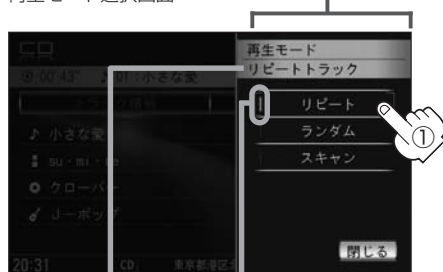 再生モード選択画面
CD
00'43" ♪01:小さな愛
再生モード
リピートトラック
リピート
ランダム
スキャン
①
♪ 小さな愛
su-mi-re
クローバー
J-ポップ
閉じる
20:31 CD 東京都港区